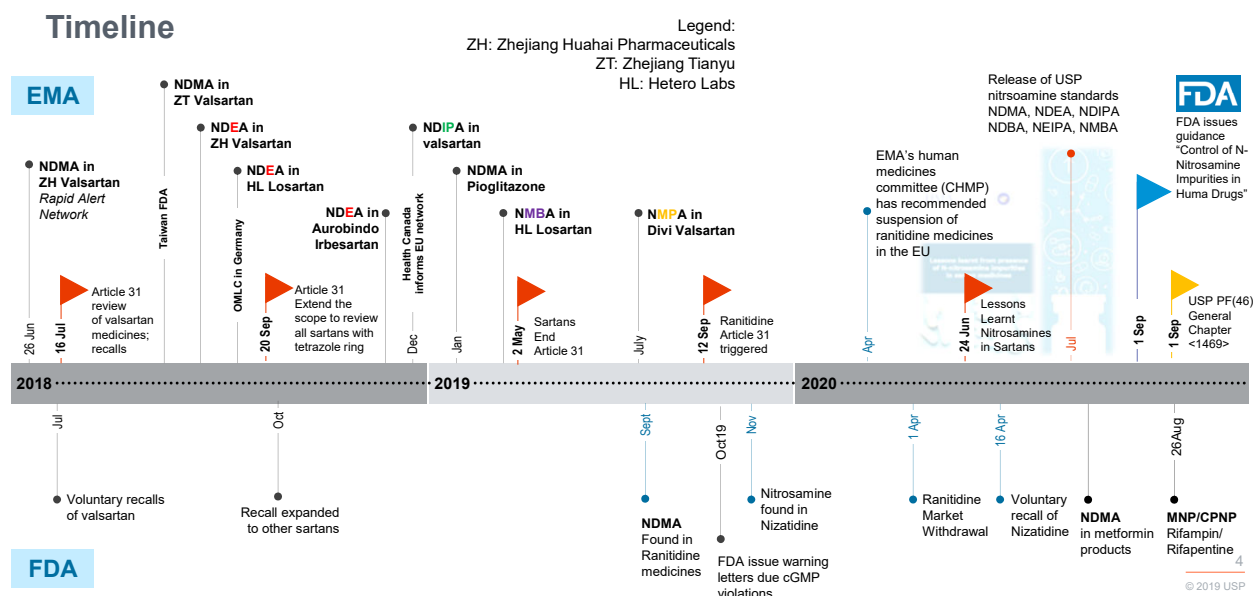 Timeline
Legend:
ZH: Zhejiang Huahai Pharmaceuticals
ZT: Zhejiang Tianyu
HL: Hetero Labs
EMA
NDMA in
ZH Valsartan
Rapid Alert
Network
26 Jun
16 Jul
Article 31
review
of valsartan
medicines;
recalls
NDMA in
ZT Valsartan
Taiwan FDA
NDEA in
ZH Valsartan
NDEA in
HL Losartan
OMLC in Germany
20 Sep
Article 31
Extend the
scope to review
all sartans with
tetrazole ring
NDEA in
Aurobindo
Irbesartan
NDIPA in
valsartan
Health Canada
informs EU network
Dec
NDMA in
Pioglitazone
Jan
NMBA in
HL Losartan
2 May
Sartans
End
Article 31
NMPA in
Divi Valsartan
July
12 Sep
Ranitidine
Article 31
triggered
EMA's human
medicines
committee (CHMP)
has recommended
suspension of
ranitidine medicines
in the EU
Apr
Lessons learnt from presence
of N-nitrosamine impurities
24 Jun
Lessons
Learnt
Nitrosamines
in Sartans
Release of USP
nitrsoamine standards
NDMA, NDEA, NDIPA
NDBA, NEIPA, NMBA
Jul
FDA
FDA issues
guidance
“Control of N-
Nitrosamine
Impurities in
Huma Drugs”
1 Sep
1 Sep
USP PF(46)
General
Chapter
<1469>
2018
2019
2020
Jul
Voluntary recalls
of valsartan
Oct
Recall expanded
to other sartans
Sept
NDMA
Found in
Ranitidine
medicines
Oct19
FDA issue warning
letters due cGMP
violations
Nov
Nitrosamine
found in
Nizatidine
1 Apr
Ranitidine
Market
Withdrawal
16 Apr
Voluntary
recall of
Nizatidine
NDMA
in metformin
products
26Aug
MNP/CPNP
Rifampin/
Rifapentine
FDA
4
© 2019 USP